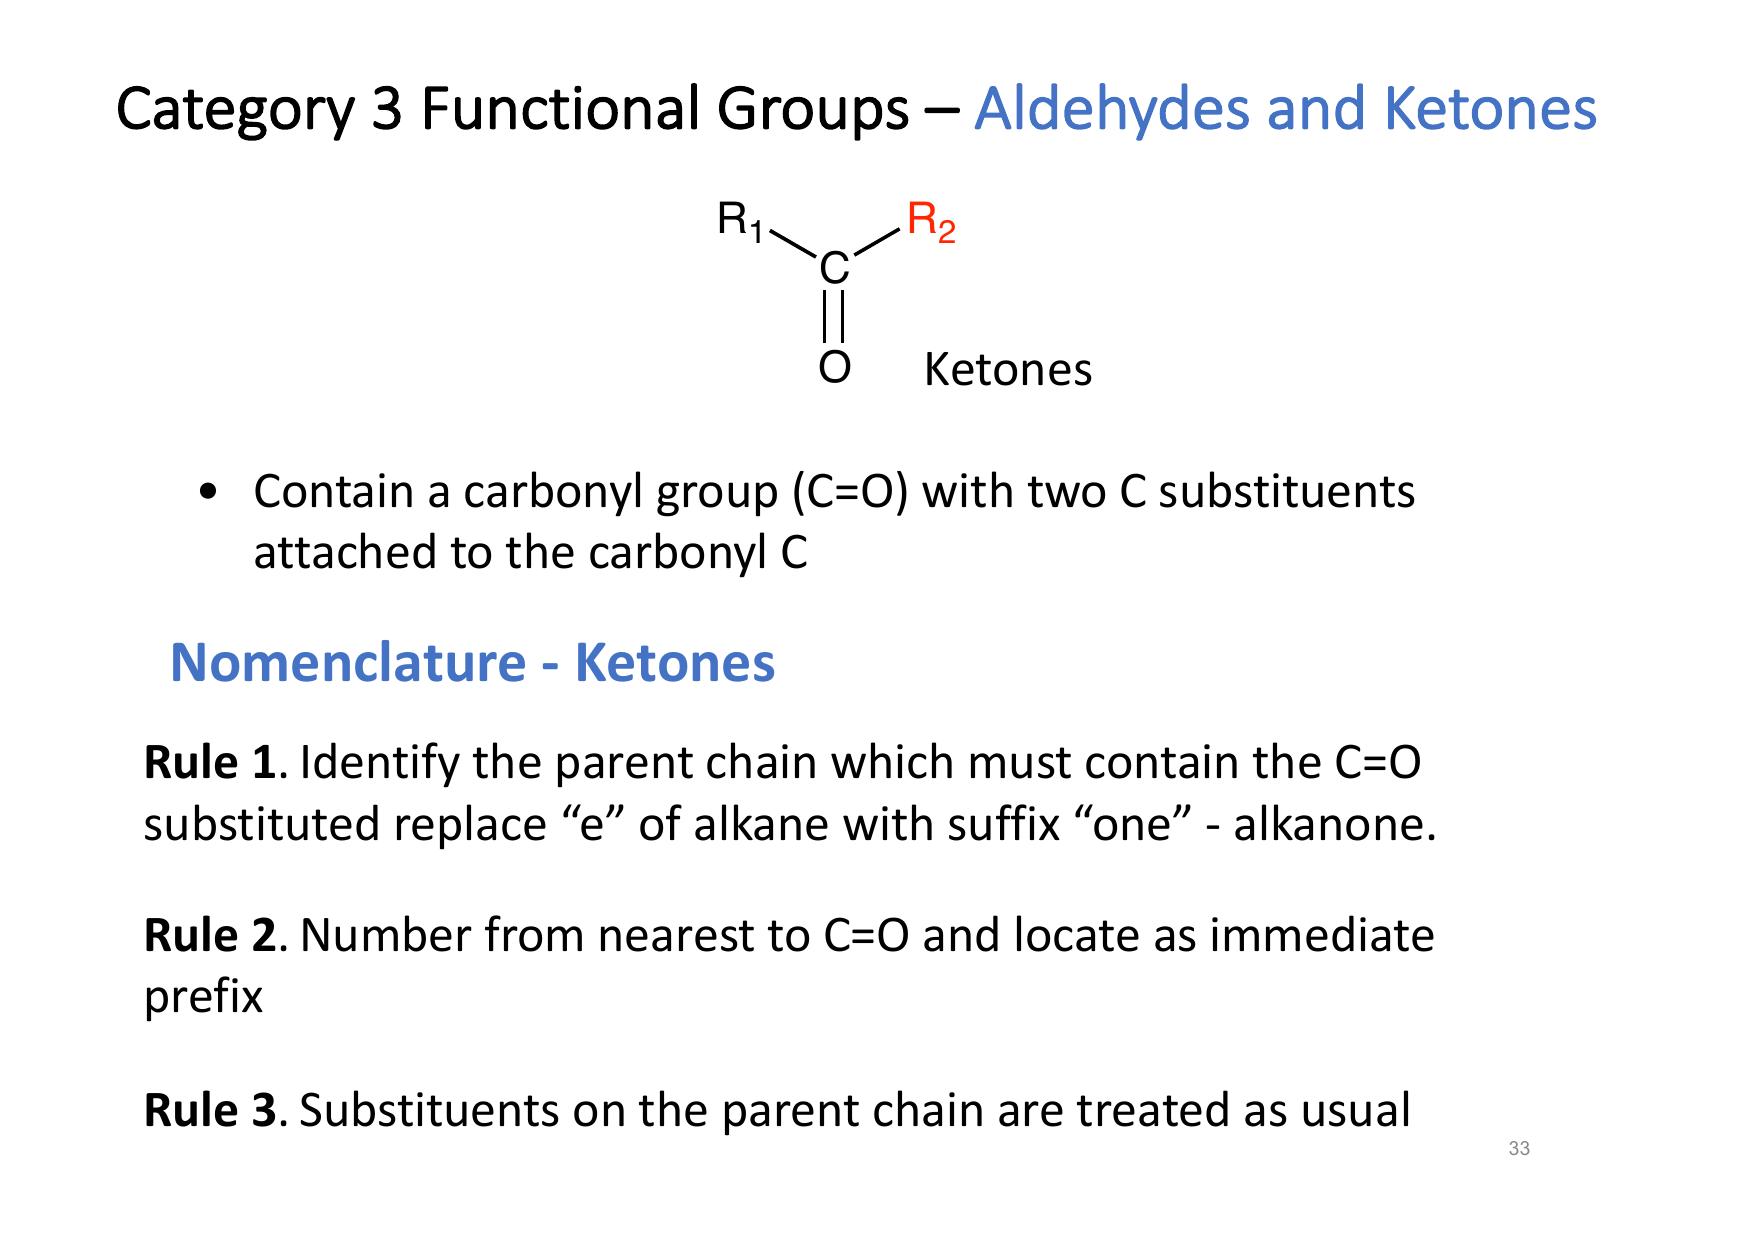 Category 3 Functional Groups – Aldehydes and Ketones
R1 R2
C
O Ketones
• Contain a carbonyl group (C=O) with two C substituents
attached to the carbonyl C
Nomenclature - Ketones
Rule 1. Identify the parent chain which must contain the C=O
substituted replace “e” of alkane with suffix “one” - alkanone.
Rule 2. Number from nearest to C=O and locate as immediate
prefix
Rule 3. Substituents on the parent chain are treated as usual
33